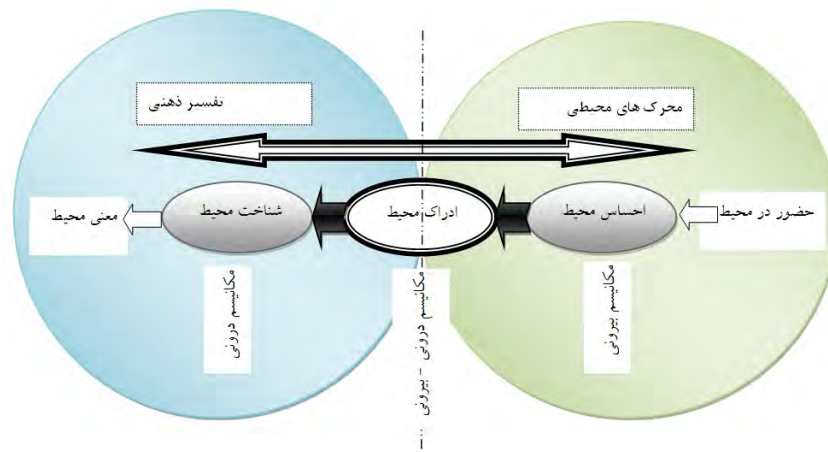 محرک های محیطی
تفسیر ذهنی
حضور در محیط
احساس محیط
ادراک محیط
شناخت محیط
معنی محیط
مکانیسم بیرونی
مکانیسم درونی - بیرونی
مکانیسم درونی